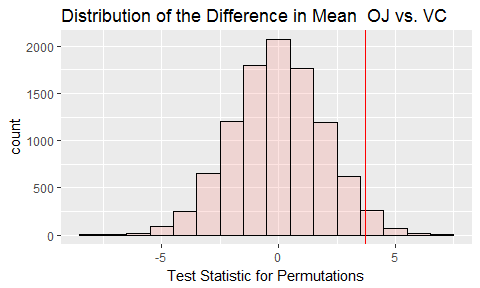 Distribution of the Difference in Mean  OJ vs. VC
2000
1500
1000
500
0
count
-5
0
5
Test Statistic for Permutations